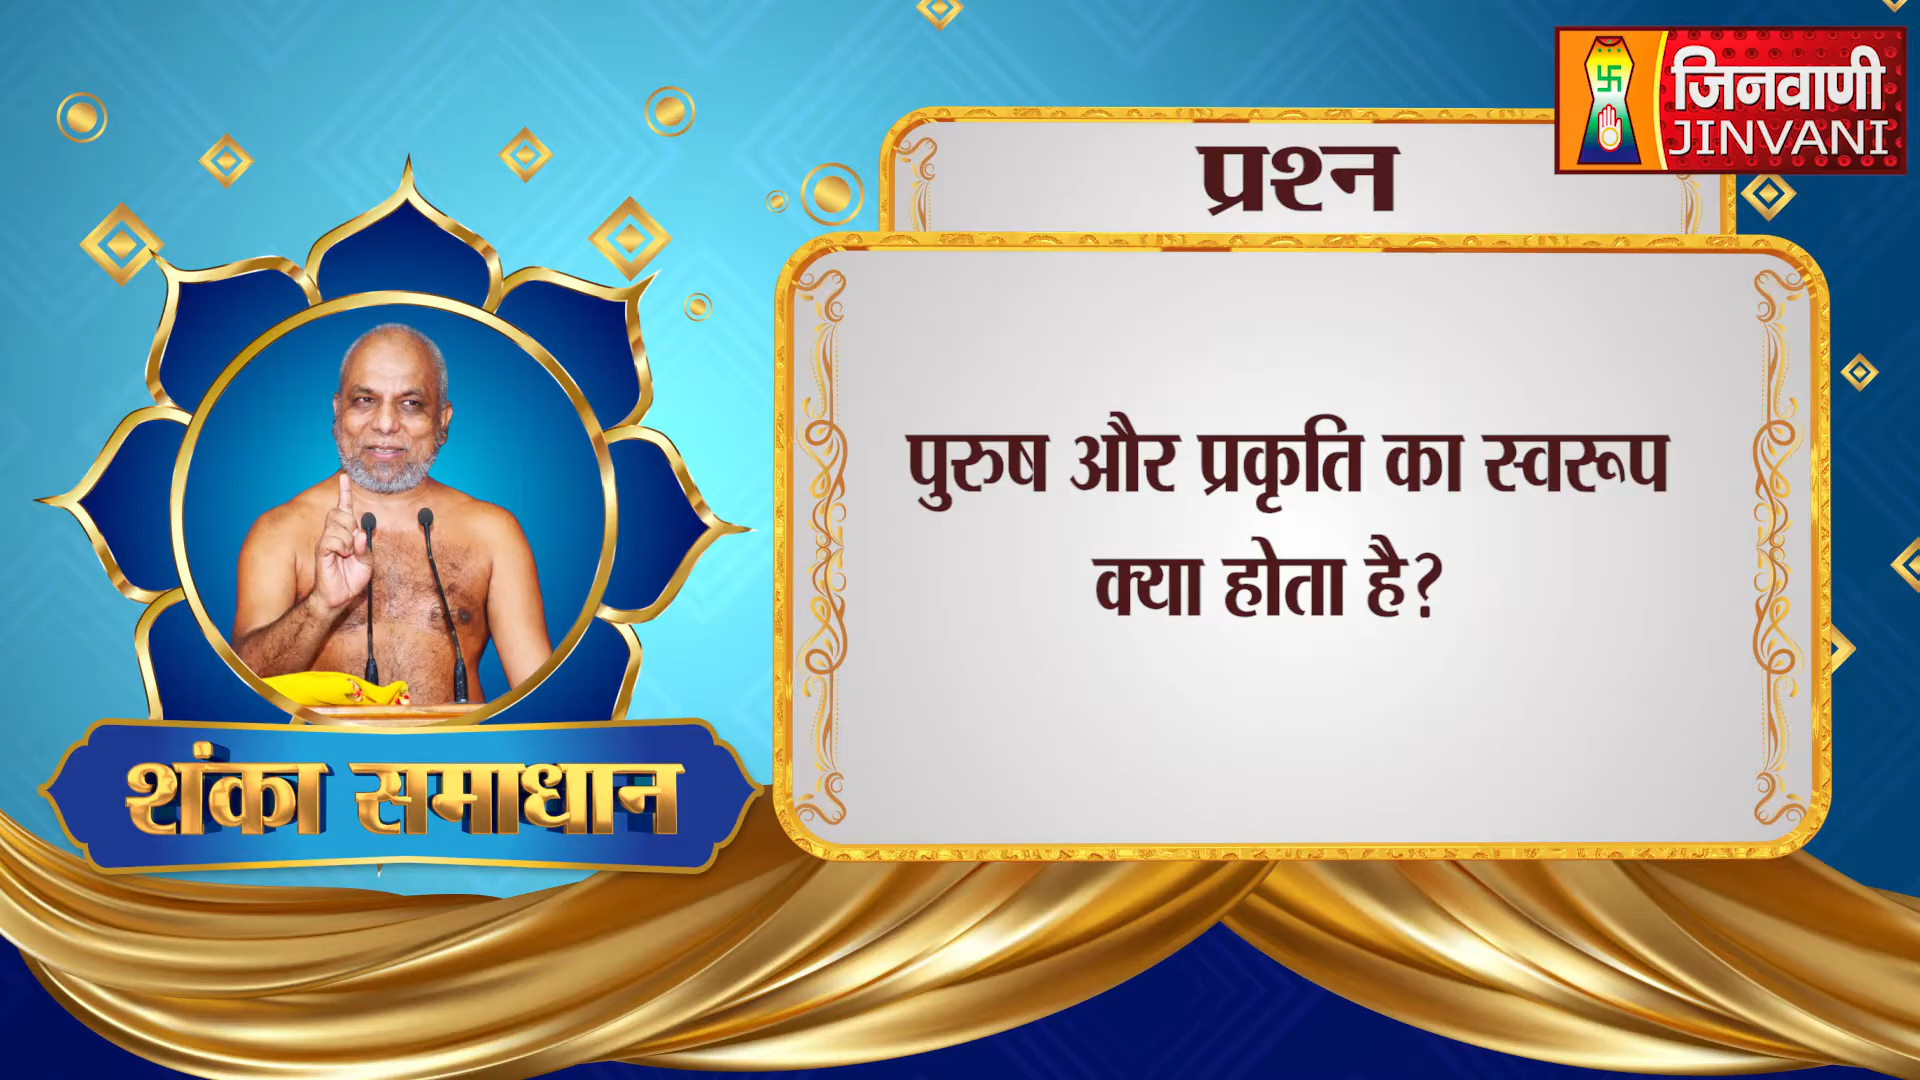 जिनवाणी
JINVANI
प्रश्न
पुरुष और प्रकृति का स्वरूप
क्या होता है?
शंका समाधान